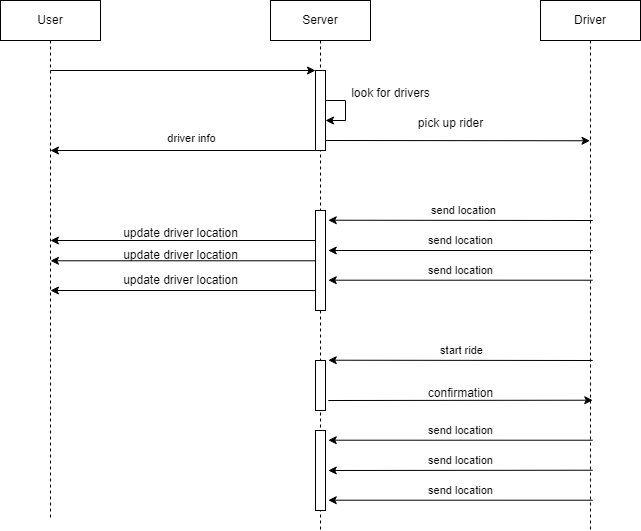 User
Server
Driver
look for drivers
pick up rider
driver info
send location
update driver location
send location
update driver location
send location
update driver location
start ride
confirmation
send location
send location
send location